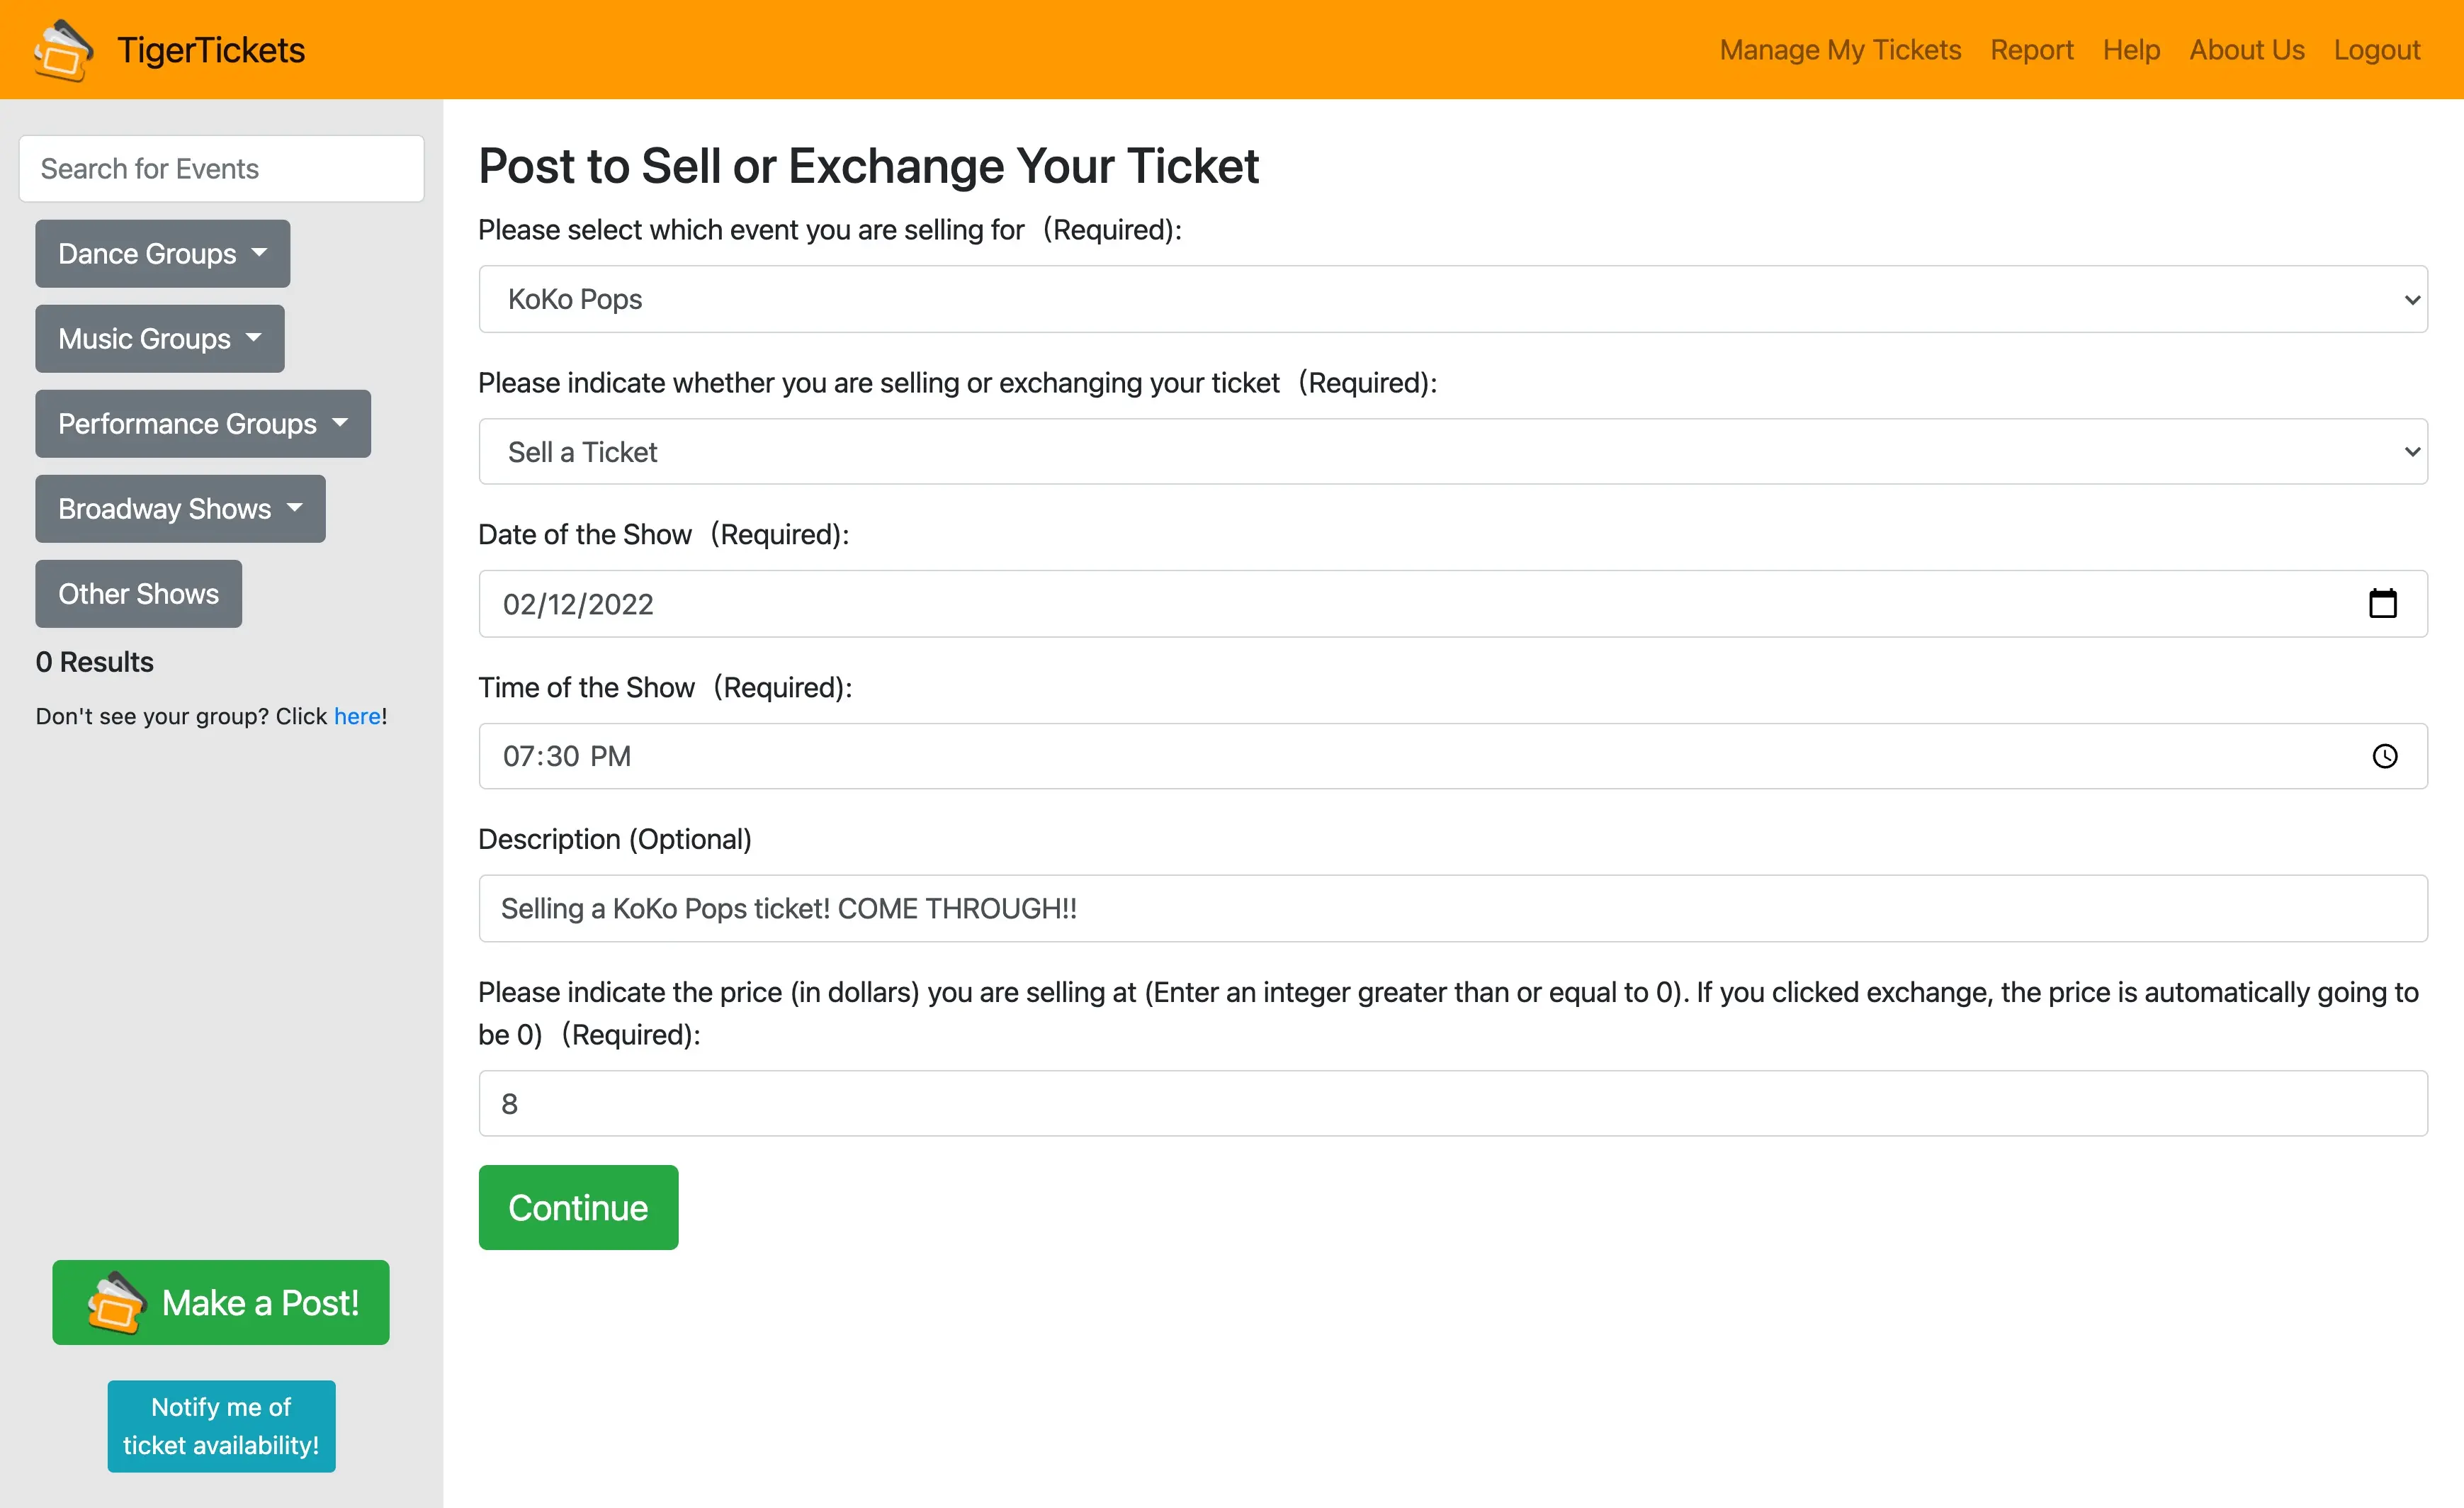 TigerTickets
Manage My Tickets Report Help About Us Logout
Search for Events
Dance Groups
Music Groups
Performance Groups
Broadway Shows
Other Shows
0 Results
Don't see your group? Click here!
Make a Post!
Notify me of
ticket availability!
Post to Sell or Exchange Your Ticket
Please select which event you are selling for（Required):
KoKo Pops
Please indicate whether you are selling or exchanging your ticket（Required):
Sell a Ticket
Date of the Show（Required):
02/12/2022
Time of the Show（Required):
07:30 PM
Description (Optional)
Selling a KoKo Pops ticket! COME THROUGH!!
Please indicate the price (in dollars) you are selling at (Enter an integer greater than or equal to 0). If you clicked exchange, the price is automatically going to
be 0)（Required):
8
Continue